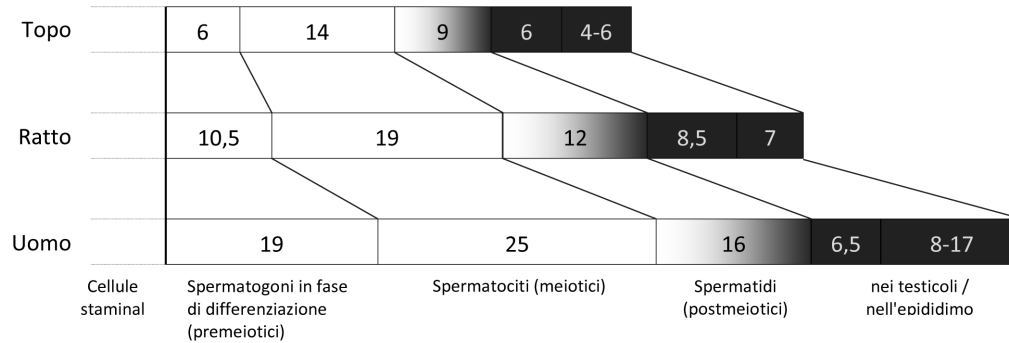 Topo 6 14 9 6 4-6
Ratto 10,5 19 12 8,5 7
Uomo 19 25 16 6,5 8-17
Cellule
staminal
Spermatogoni in fase
di differenziazione
(premeiotici)
Spermatociti (meiotici)
Spermatidi
(postmeiotici)
nei testicoli /
nell'epididimo